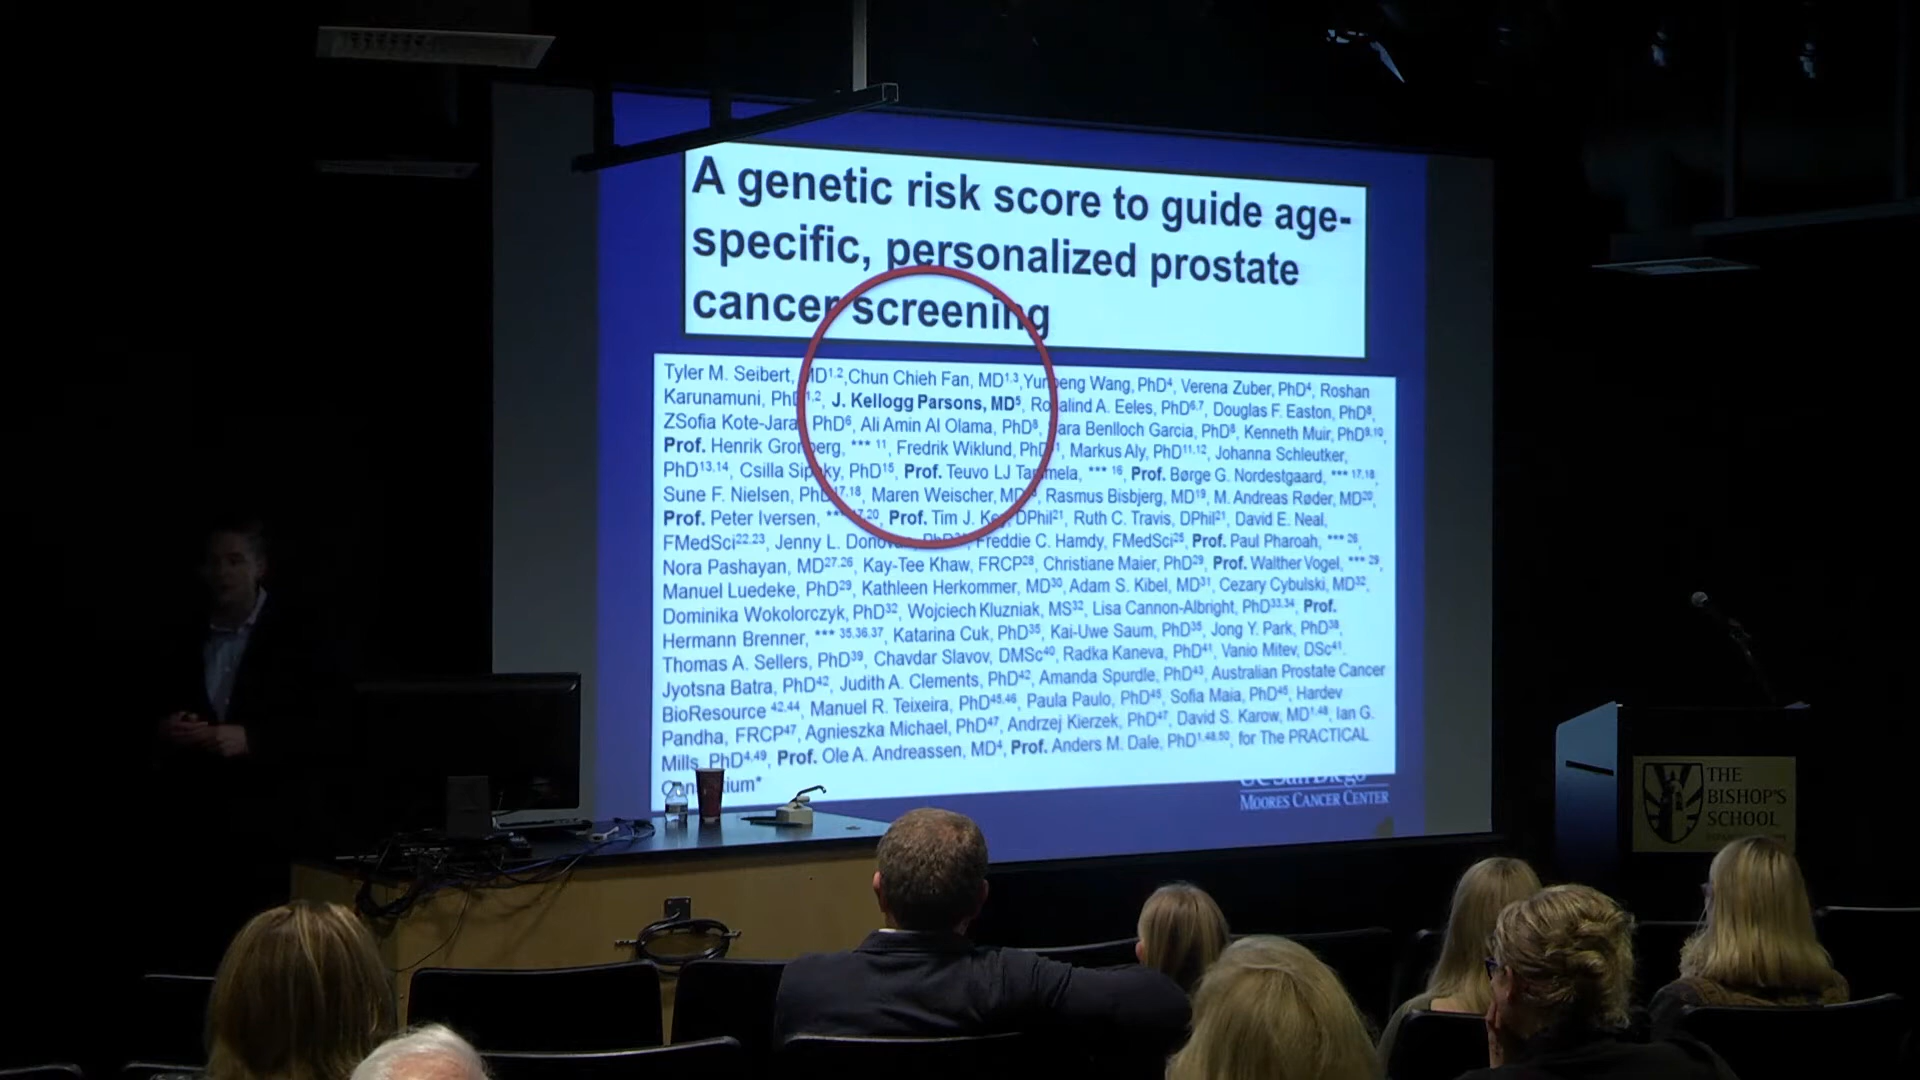 A genetic risk score to guide age-
specific, personalized prostate
cancer screening
Tyler M. Seibert, MD1,2,Chun Chieh Fan, MD1,3,Yunpeng Wang, PhD4, Verena Zuber, PhD4, Roshan
Karunamuni, PhD1,2, J. Kellogg Parsons, MD5, Rosalind A. Eeles, PhD6,7, Douglas F. Easton, PhD8,
ZSofia Kote-Jarai, PhD6, Ali Amin Al Olama, PhD8, Sara Benlloch Garcia, PhD8, Kenneth Muir, PhD9,10,
Prof. Henrik Gronberg, *** 11, Fredrik Wiklund, PhD11, Markus Aly, PhD11,12, Johanna Schleutker,
PhD13,14, Csilla Sipeky, PhD15, Prof. Teuvo LJ Tammela, *** 16, Prof. Børge G. Nordestgaard, *** 17,18,
Sune F. Nielsen, PhD17,18, Maren Weischer, MD, Rasmus Bisbjerg, MD19, M. Andreas Røder, MD20,
Prof. Peter Iversen, *** 17,20, Prof. Tim J. Key, DPhil21, Ruth C. Travis, DPhil21, David E. Neal,
FMedSci22,23, Jenny L. Donovan, PhD, Freddie C. Hamdy, FMedSci25, Prof. Paul Pharoah, *** 26,
Nora Pashayan, MD27,26, Kay-Tee Khaw, FRCP28, Christiane Maier, PhD29, Prof. Walther Vogel, *** 29,
Manuel Luedeke, PhD29, Kathleen Herkommer, MD30, Adam S. Kibel, MD31, Cezary Cybulski, MD32,
Dominika Wokolorczyk, PhD32, Wojciech Kluzniak, MS32, Lisa Cannon-Albright, PhD33,34, Prof.
Hermann Brenner, *** 35,36,37, Katarina Cuk, PhD35, Kai-Uwe Saum, PhD35, Jong Y. Park, PhD39,
Thomas A. Sellers, PhD39, Chavdar Slavov, DMSc40, Radka Kaneva, PhD41, Vanio Mitev, DSc41.
Jyotsna Batra, PhD42, Judith A. Clements, PhD42, Amanda Spurdle, PhD43, Australian Prostate Cancer
BioResource 42,44, Manuel R. Teixeira, PhD45,46, Paula Paulo, PhD45, Sofia Maia, PhD45, Hardev
Pandha, FRCP47, Agnieszka Michael, PhD47, Andrzej Kierzek, PhD47, David S. Karow, MD1,48, Ian G.
Mills, PhD4,49, Prof. Ole A. Andreassen, MD4, Prof. Anders M. Dale, PhD1,48,50, for The PRACTICAL
Consortium*
UC San Diego
MOORES CANCER CENTER
THE
BISHOP'S
SCHOOL